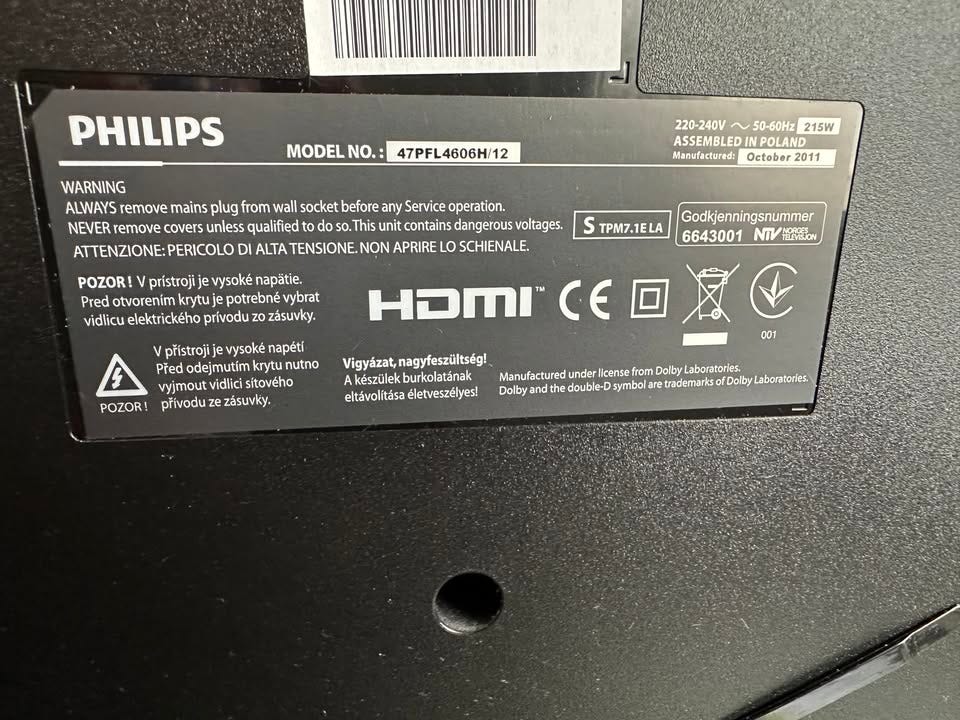 PHILIPS
MODEL NO. : 47PFL4606H/12
220-240V ~ 50-60Hz 215W
ASSEMBLED IN POLAND
Manufactured: October 2011
WARNING
ALWAYS remove mains plug from wall socket before any Service operation.
NEVER remove covers unless qualified to do so. This unit contains dangerous voltages.
ATTENZIONE: PERICOLO DI ALTA TENSIONE. NON APRIRE LO SCHIENALE.
S TPM7.1E LA
Godkjenningsnummer
6643001 NTV NORGES
TELEVISJON
POZOR! V prístroji je vysoké napätie.
Pred otvorením krytu je potrebné vybrat
vidlicu elektrického prívodu zo zásuvky.
HDMI™ CE
001
V přístroji je vysoké napětí
Před odejmutím krytu nutno
vyjmout vidlici síťového
přívodu ze zásuvky.
POZOR!
Vigyázat, nagyfeszültség!
A készülek burkolatának
eltávolítása életveszélyes!
Manufactured under license from Dolby Laboratories.
Dolby and the double-D symbol are trademarks of Dolby Laboratories.